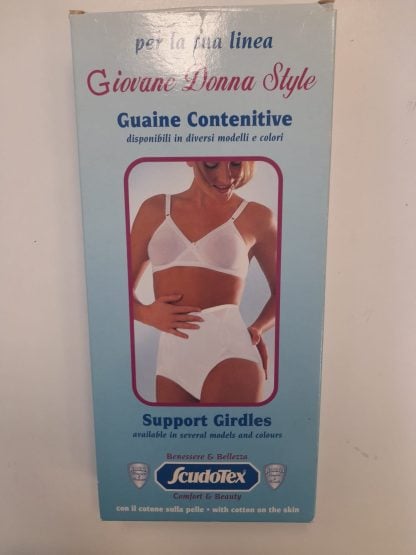 per la tua linea
Giovane Donna Style
Guaine Contenitive
disponibili in diversi modelli e colori
Support Girdles
available in several models and colours
Benessere & Bellezza
ScudoTex
Comfort & Beauty
con il cotone sulla pelle • with cotton on the skin